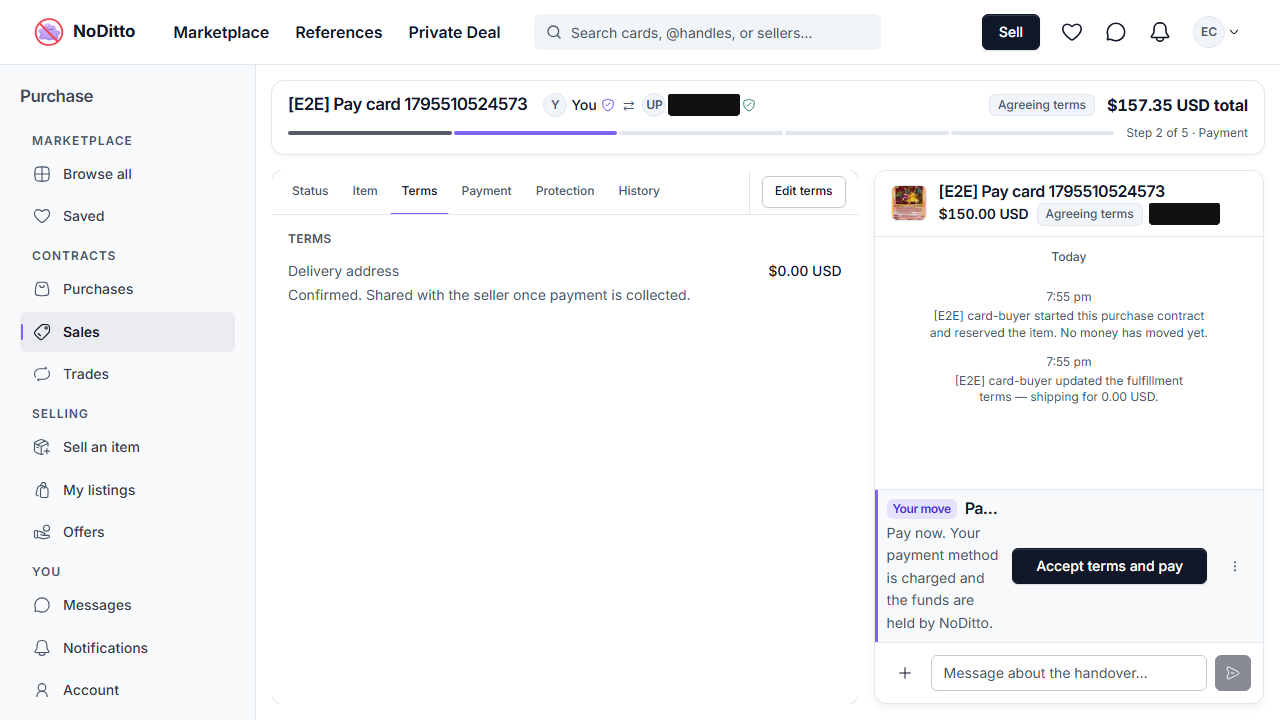 NoDitto
Marketplace
References
Private Deal
Search cards, @handles, or sellers...
Sell
EC
Purchase
MARKETPLACE
Browse all
Saved
CONTRACTS
Purchases
Sales
Trades
SELLING
Sell an item
My listings
Offers
YOU
Messages
Notifications
Account
[E2E] Pay card 1795510524573
Y You
UP
Agreeing terms
$157.35 USD total
Step 2 of 5 · Payment
Status
Item
Terms
Payment
Protection
History
Edit terms
TERMS
Delivery address
$0.00 USD
Confirmed. Shared with the seller once payment is collected.
[E2E] Pay card 1795510524573
$150.00 USD
Agreeing terms
Today
7:55 pm
[E2E] card-buyer started this purchase contract
and reserved the item. No money has moved yet.
7:55 pm
[E2E] card-buyer updated the fulfillment
terms — shipping for 0.00 USD.
Your move
Pa...
Pay now. Your
payment method
is charged and
the funds are
held by NoDitto.
Accept terms and pay
Message about the handover...